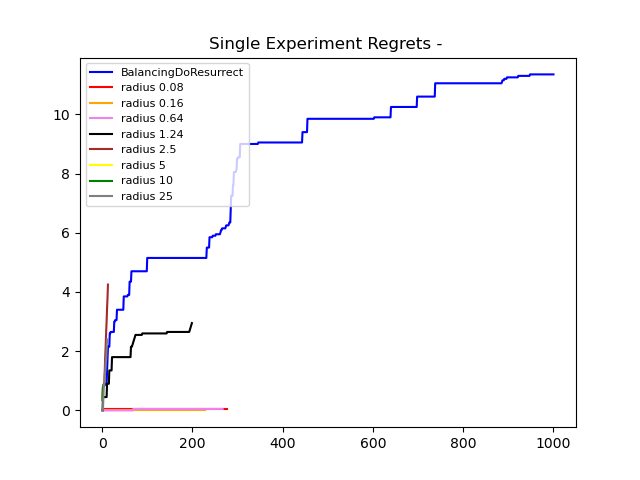 Single Experiment Regrets -
BalancingDoResurrect
radius 0.08
radius 0.16
radius 0.64
radius 1.24
radius 2.5
radius 5
radius 10
radius 25
10
8
6
4
2
0
0 200 400 600 800 1000